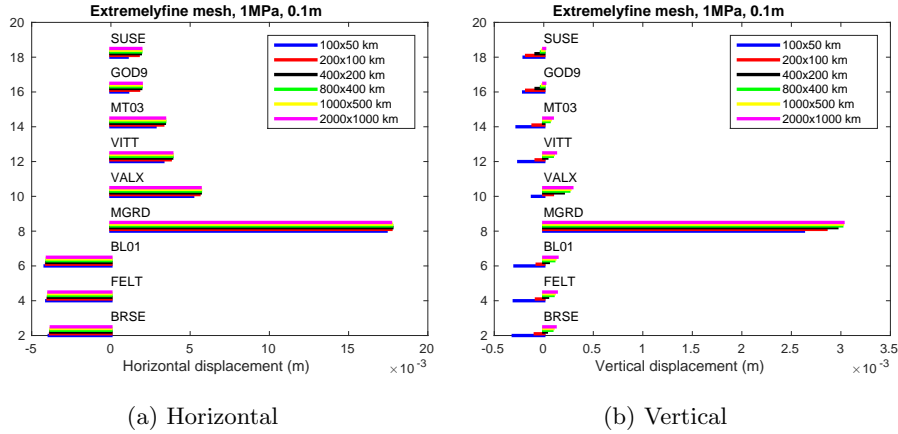 Extremelyfine mesh, 1MPa, 0.1m
20
18
16
14
12
10
8
6
4
2
SUSE
GOD9
MT03
VITT
VALX
MGRD
BL01
FELT
BRSE
100x50 km
200x100 km
400x200 km
800x400 km
1000x500 km
2000x1000 km
-5 0 5 10 15 20
Horizontal displacement (m) × 10⁻³
(a) Horizontal
Extremelyfine mesh, 1MPa, 0.1m
20
18
16
14
12
10
8
6
4
2
SUSE
GOD9
MT03
VITT
VALX
MGRD
BL01
FELT
BRSE
100x50 km
200x100 km
400x200 km
800x400 km
1000x500 km
2000x1000 km
-0.5 0 0.5 1 1.5 2 2.5 3 3.5
Vertical displacement (m) × 10⁻³
(b) Vertical